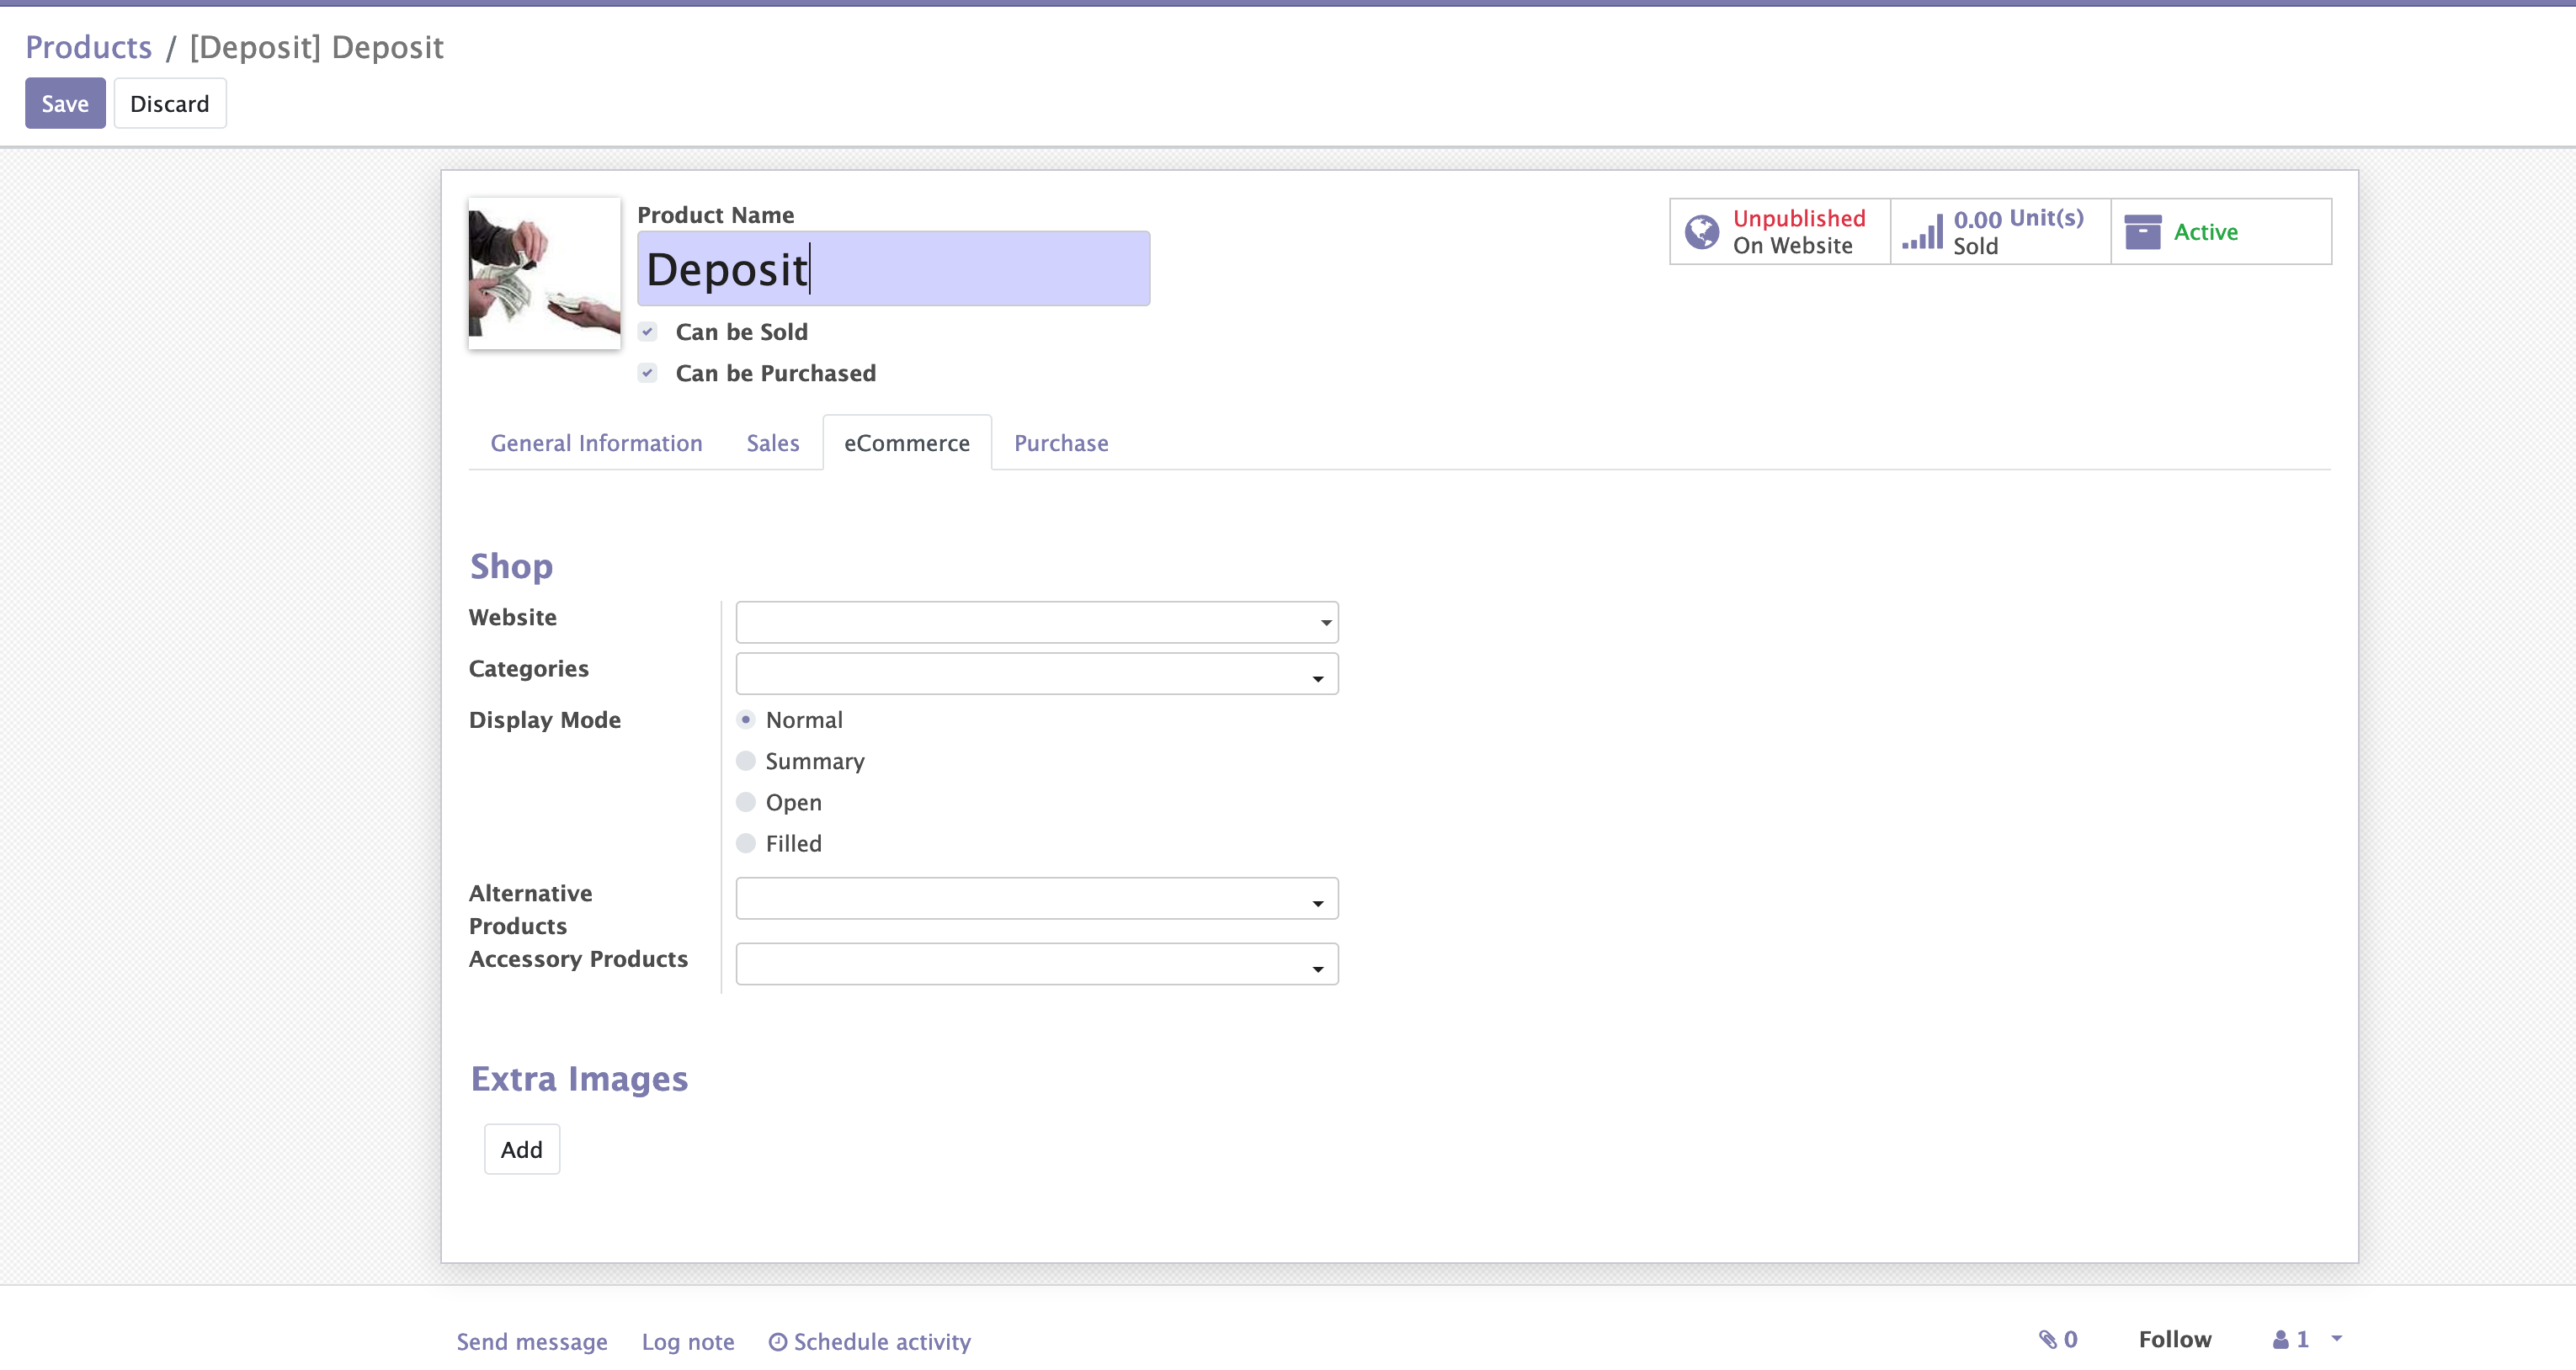 Products / [Deposit] Deposit
Save Discard
Product Name
Deposit
Can be Sold
Can be Purchased
Unpublished
On Website
0.00 Unit(s)
Sold
Active
General Information Sales eCommerce Purchase
Shop
Website
Categories
Display Mode
Normal
Summary
Open
Filled
Alternative
Products
Accessory Products
Extra Images
Add
Send message Log note Schedule activity 0 Follow 1